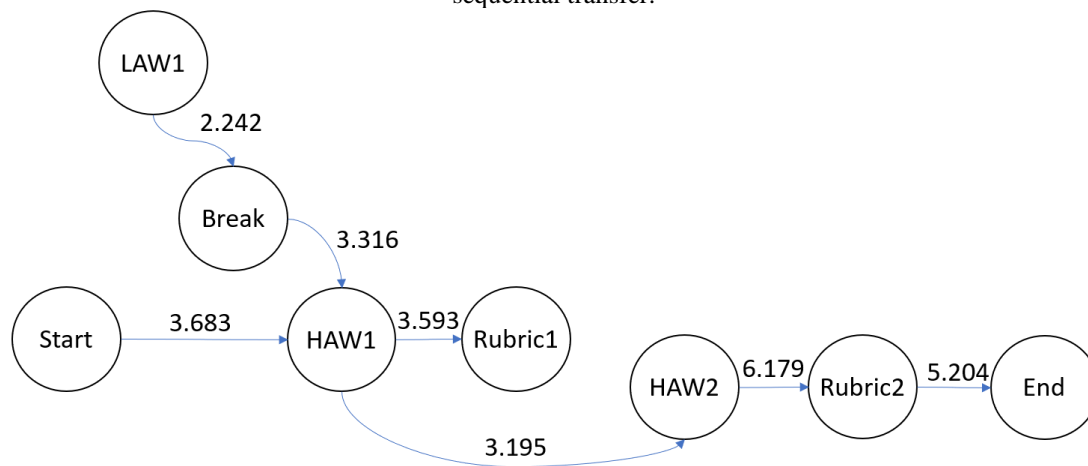 sequential transfer.
LAW1
2.242
Break
3.316
Start
3.683
HAW1
3.593
Rubric1
HAW2
6.179
Rubric2
5.204
End
3.195